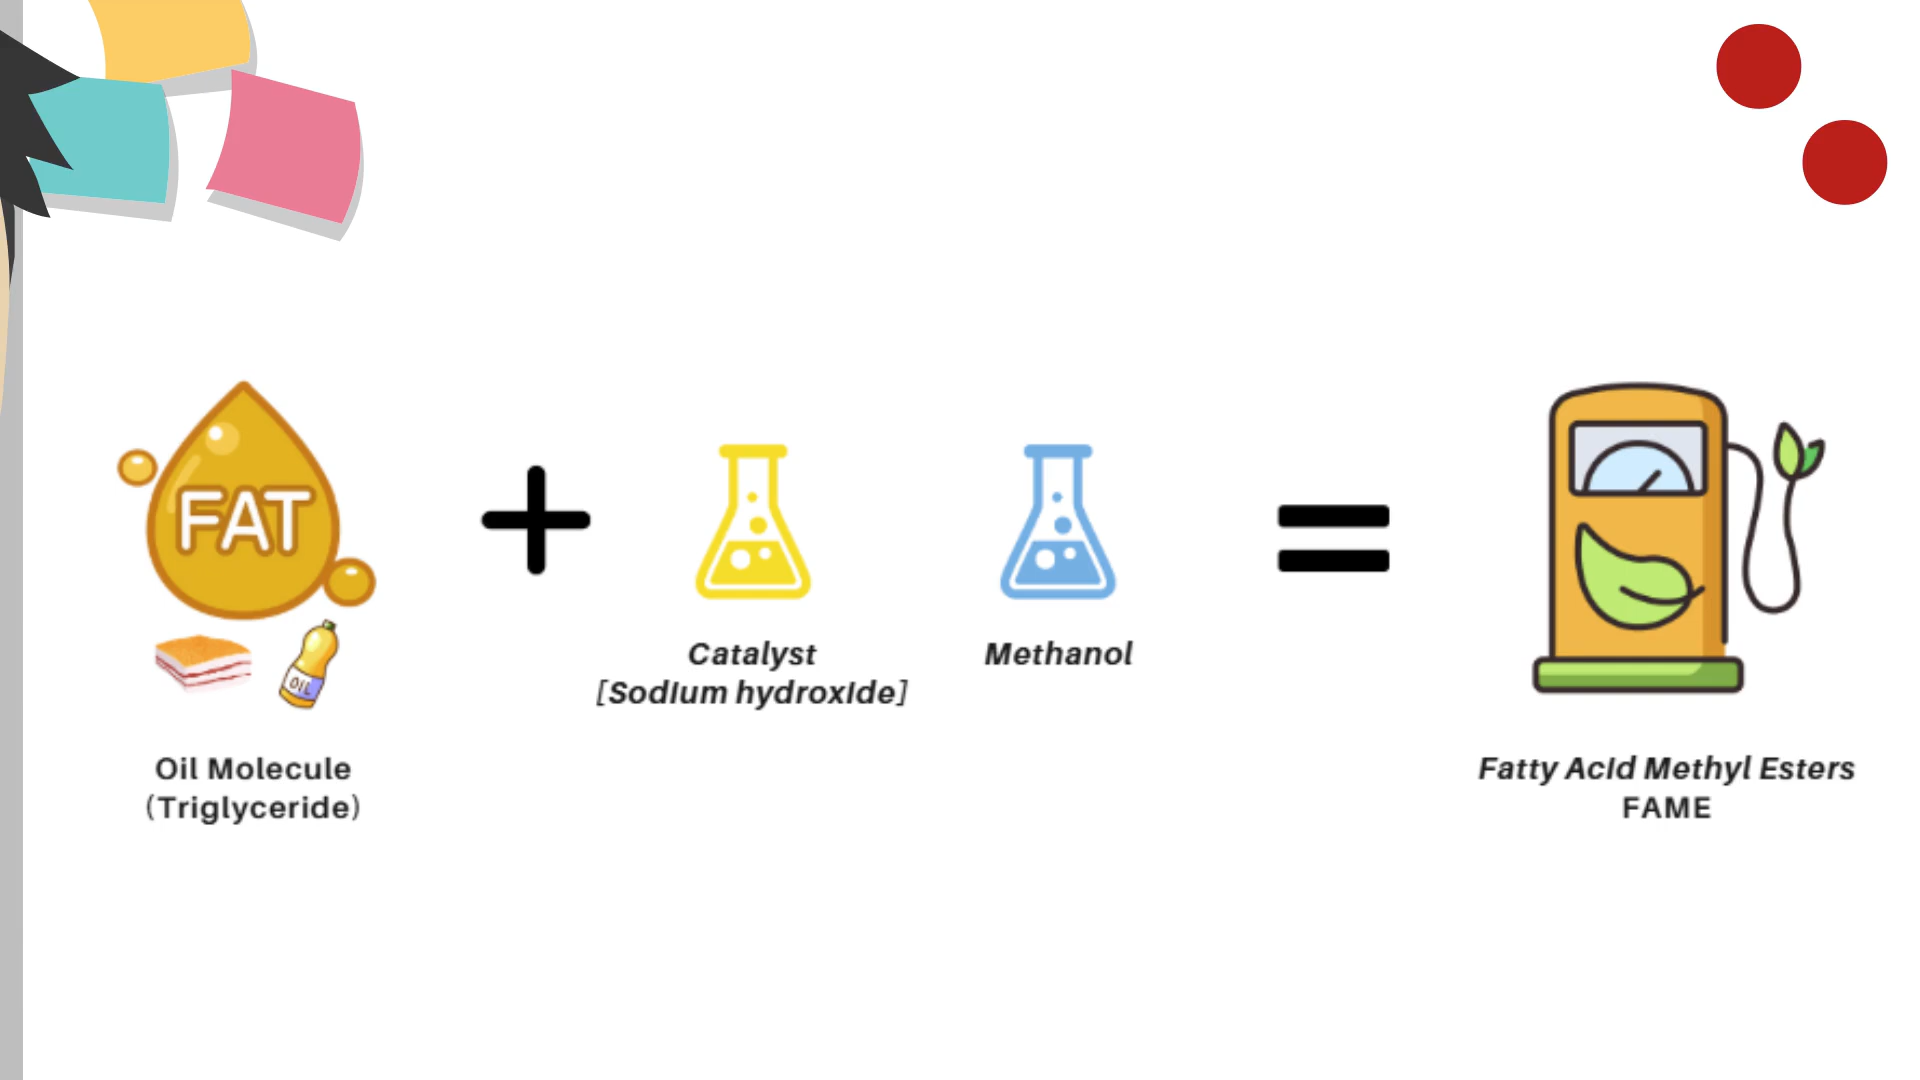 FAT
OIL
Oil Molecule
(Triglyceride)
Catalyst
[SodIum hydroxIde]
Methanol
Fatty AcId Methyl Esters
FAME